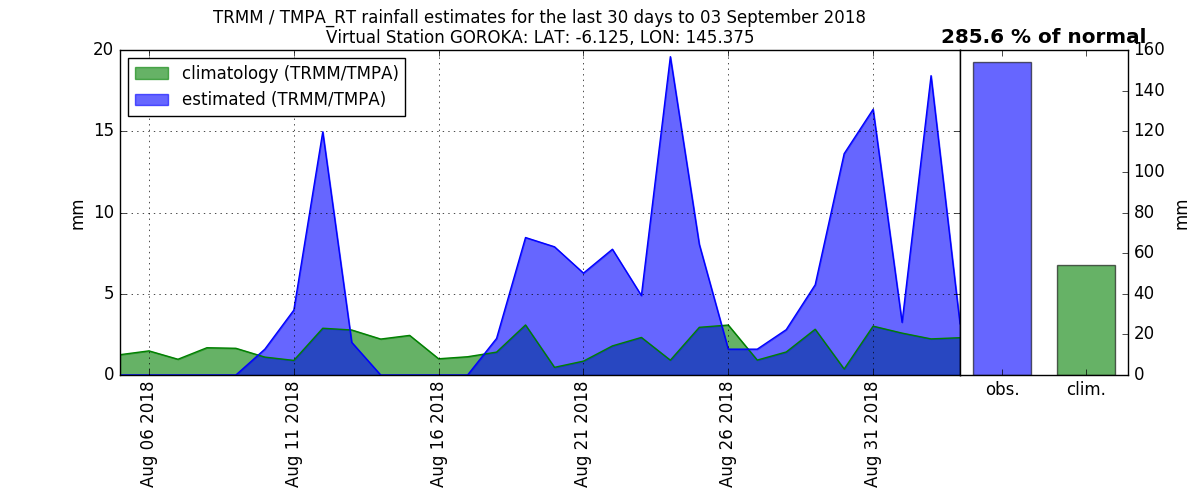 TRMM / TMPA_RT rainfall estimates for the last 30 days to 03 September 2018
Virtual Station GOROKA: LAT: -6.125, LON: 145.375
285.6 % of normal
climatology (TRMM/TMPA)
estimated (TRMM/TMPA)
mm
20
15
10
5
0
Aug 06 2018
Aug 11 2018
Aug 16 2018
Aug 21 2018
Aug 26 2018
Aug 31 2018
obs.
clim.
160
140
120
100
80
60
40
20
0
mm